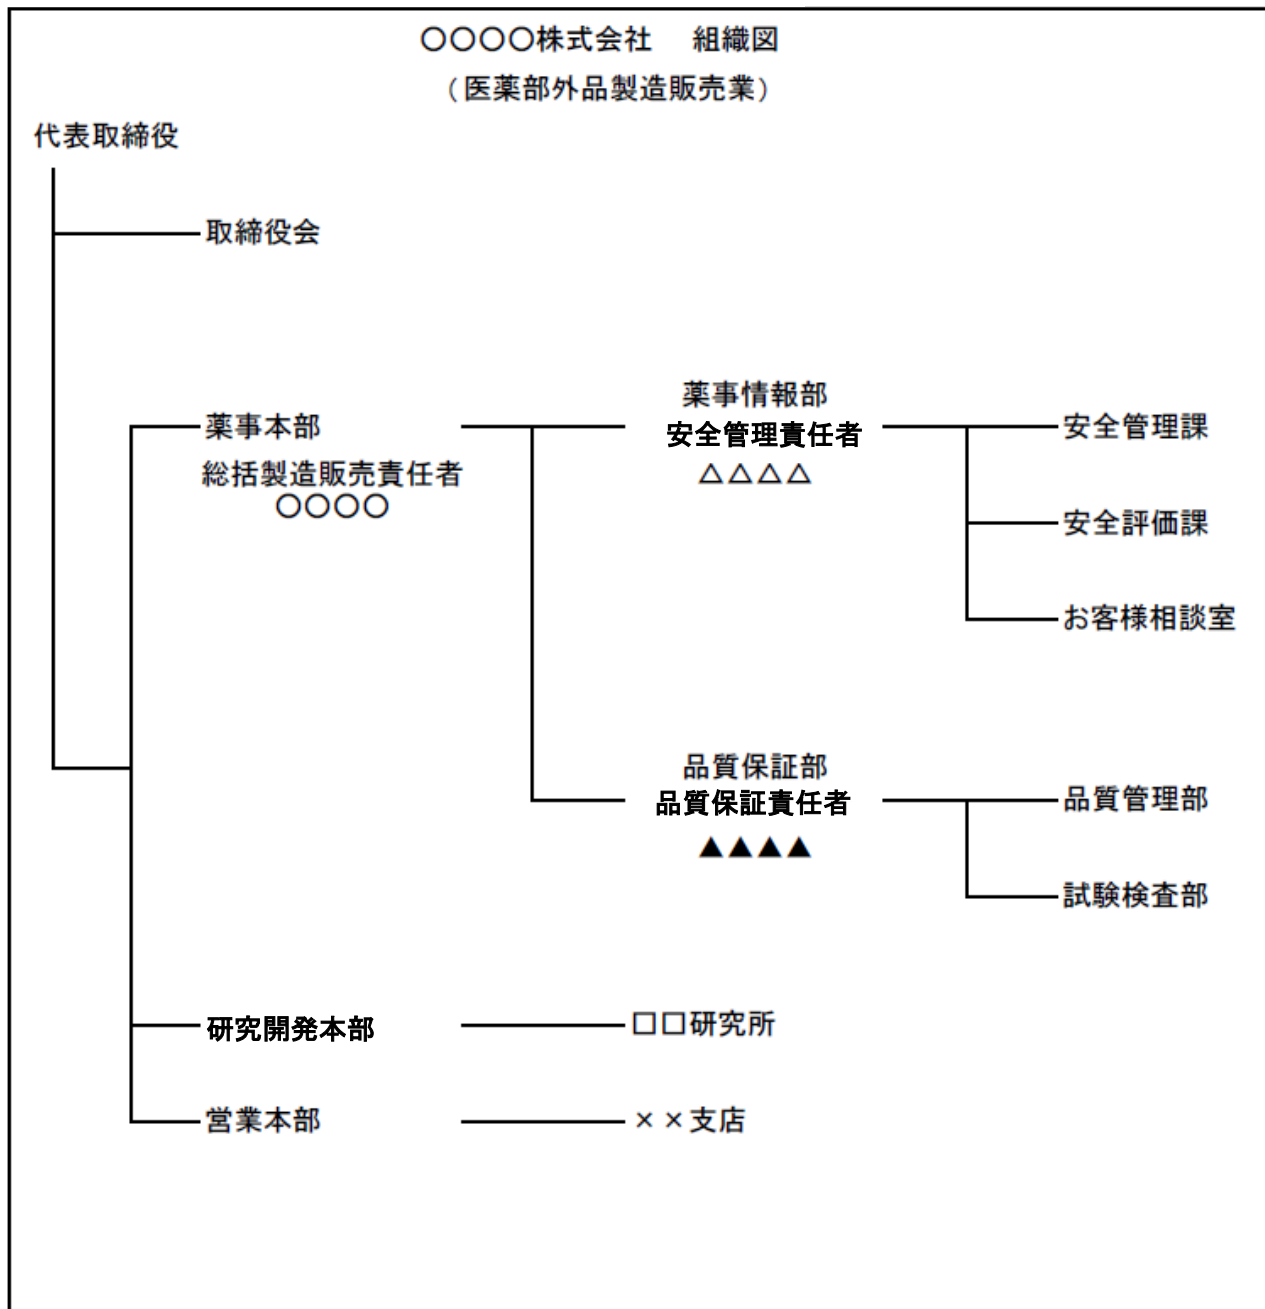 〇〇〇〇株式会社　組織図
（医薬部外品製造販売業）
代表取締役
取締役会
薬事本部
総括製造販売責任者
〇〇〇〇
薬事情報部
安全管理責任者
△△△△
安全管理課
安全評価課
お客様相談室
品質保証部
品質保証責任者
▲▲▲▲
品質管理部
試験検査部
研究開発本部
□□研究所
営業本部
××支店